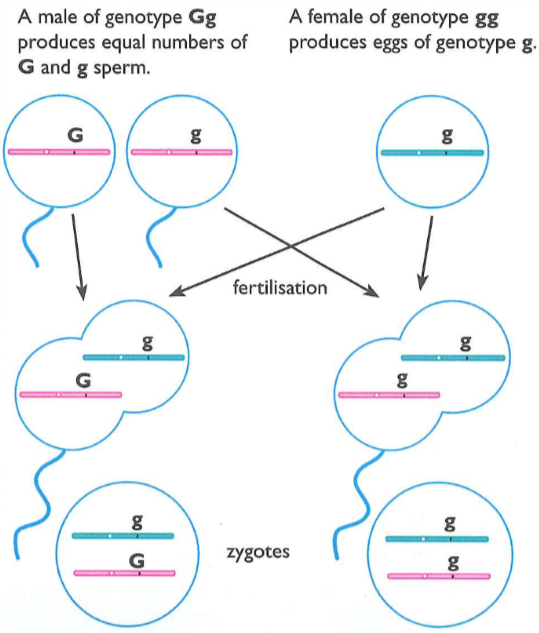 A male of genotype Gg
produces equal numbers of
G and g sperm.
A female of genotype gg
produces eggs of genotype g.
G
g
g
fertilisation
g
G
g
g
g
G
zygotes
g
g